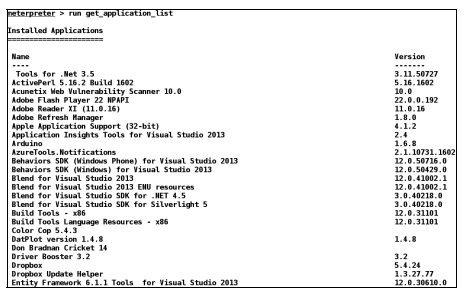 meterpreter > run get_application_list
Installed Applications
======================
Name Version
---- -------
Tools for .Net 3.5 3.11.50727
ActivePerl 5.16.2 Build 1602 5.16.1602
Acunetix Web Vulnerability Scanner 10.0 10.0
Adobe Flash Player 22 NPAPI 22.0.0.192
Adobe Reader XI (11.0.16) 11.0.16
Adobe Refresh Manager 1.8.0
Apple Application Support (32-bit) 4.1.2
Application Insights Tools for Visual Studio 2013 2.4
Arduino 1.6.8
AzureTools.Notifications 2.1.10731.1602
Behaviors SDK (Windows Phone) for Visual Studio 2013 12.0.50716.0
Behaviors SDK (Windows) for Visual Studio 2013 12.0.50429.0
Blend for Visual Studio 2013 12.0.41002.1
Blend for Visual Studio 2013 ENU resources 12.0.41002.1
Blend for Visual Studio SDK for .NET 4.5 3.0.40218.0
Blend for Visual Studio SDK for Silverlight 5 3.0.40218.0
Build Tools - x86 12.0.31101
Build Tools Language Resources - x86 12.0.31101
Color Cop 5.4.3
DatPlot version 1.4.8 1.4.8
Don Bradman Cricket 14
Driver Booster 3.2 3.2
Dropbox 5.4.24
Dropbox Update Helper 1.3.27.77
Entity Framework 6.1.1 Tools for Visual Studio 2013 12.0.30610.0